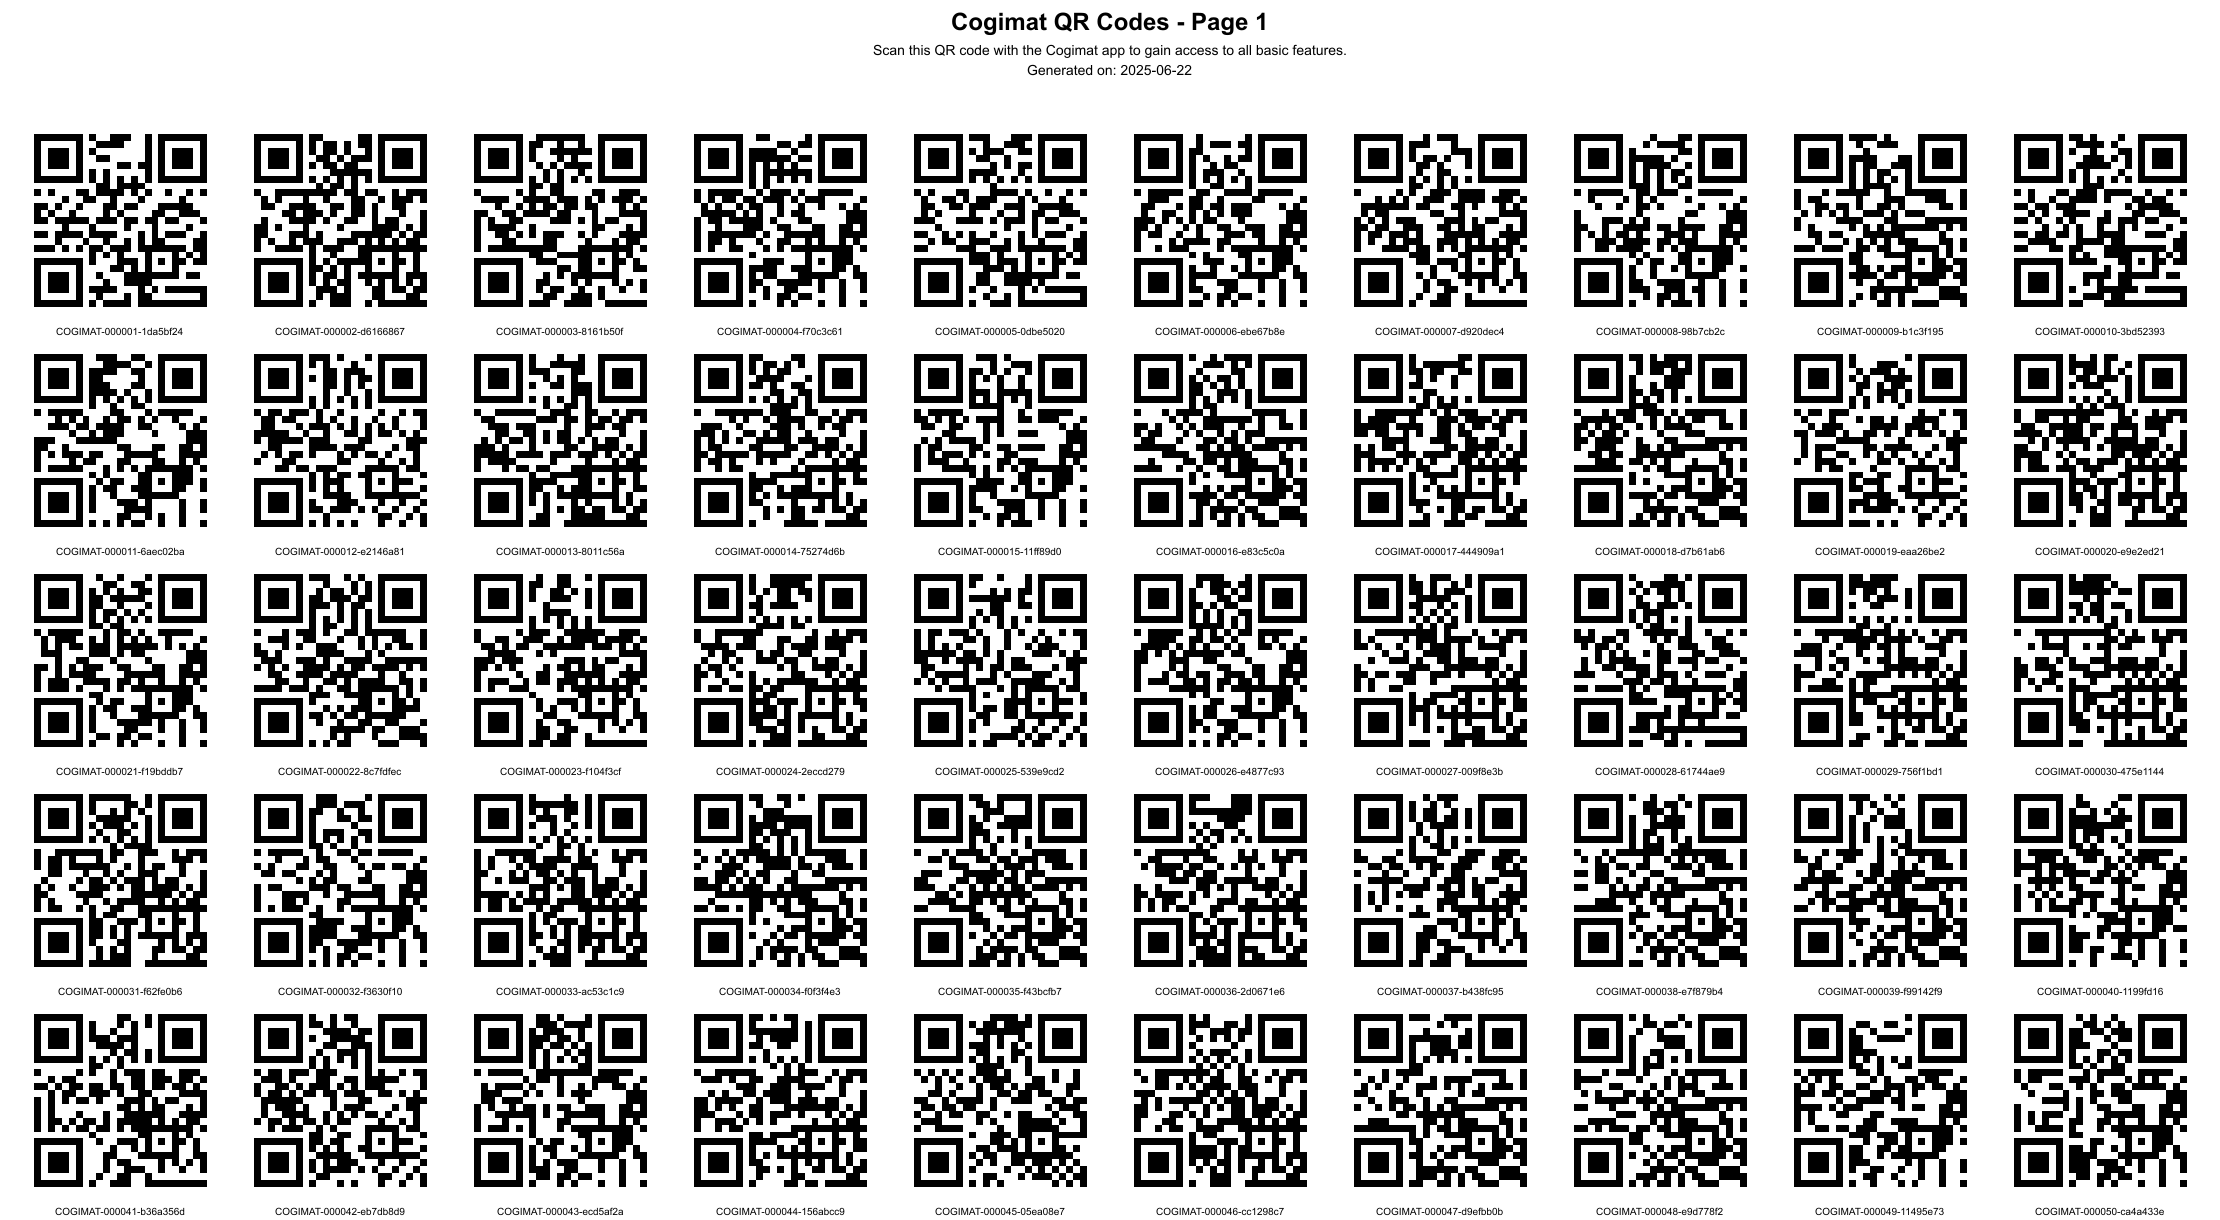 Cogimat QR Codes - Page 1
Scan this QR code with the Cogimat app to gain access to all basic features.
Generated on: 2025-06-22
COGIMAT-000001-1da5bf24 COGIMAT-000002-d6166867 COGIMAT-000003-8161b50f COGIMAT-000004-f70c3c61 COGIMAT-000005-0dbe5020 COGIMAT-000006-ebe67b8e COGIMAT-000007-d920dec4 COGIMAT-000008-98b7cb2c COGIMAT-000009-b1c3f195 COGIMAT-000010-3bd52393
COGIMAT-000011-6aec02ba COGIMAT-000012-e2146a81 COGIMAT-000013-8011c56a COGIMAT-000014-75274d6b COGIMAT-000015-11ff89d0 COGIMAT-000016-e83c5c0a COGIMAT-000017-444909a1 COGIMAT-000018-d7b61ab6 COGIMAT-000019-eaa26be2 COGIMAT-000020-e9e2ed21
COGIMAT-000021-f19bddb7 COGIMAT-000022-8c7fdfec COGIMAT-000023-f104f3cf COGIMAT-000024-2eccd279 COGIMAT-000025-539e9cd2 COGIMAT-000026-e4877c93 COGIMAT-000027-009f8e3b COGIMAT-000028-61744ae9 COGIMAT-000029-756f1bd1 COGIMAT-000030-475e1144
COGIMAT-000031-f62fe0b6 COGIMAT-000032-f3630f10 COGIMAT-000033-ac53c1c9 COGIMAT-000034-f0f3f4e3 COGIMAT-000035-f43bcfb7 COGIMAT-000036-2d0671e6 COGIMAT-000037-b438fc95 COGIMAT-000038-e7f879b4 COGIMAT-000039-f99142f9 COGIMAT-000040-1199fd16
COGIMAT-000041-b36a356d COGIMAT-000042-eb7db8d9 COGIMAT-000043-ecd5af2a COGIMAT-000044-156abcc9 COGIMAT-000045-05ea08e7 COGIMAT-000046-cc1298c7 COGIMAT-000047-d9efbb0b COGIMAT-000048-e9d778f2 COGIMAT-000049-11495e73 COGIMAT-000050-ca4a433e